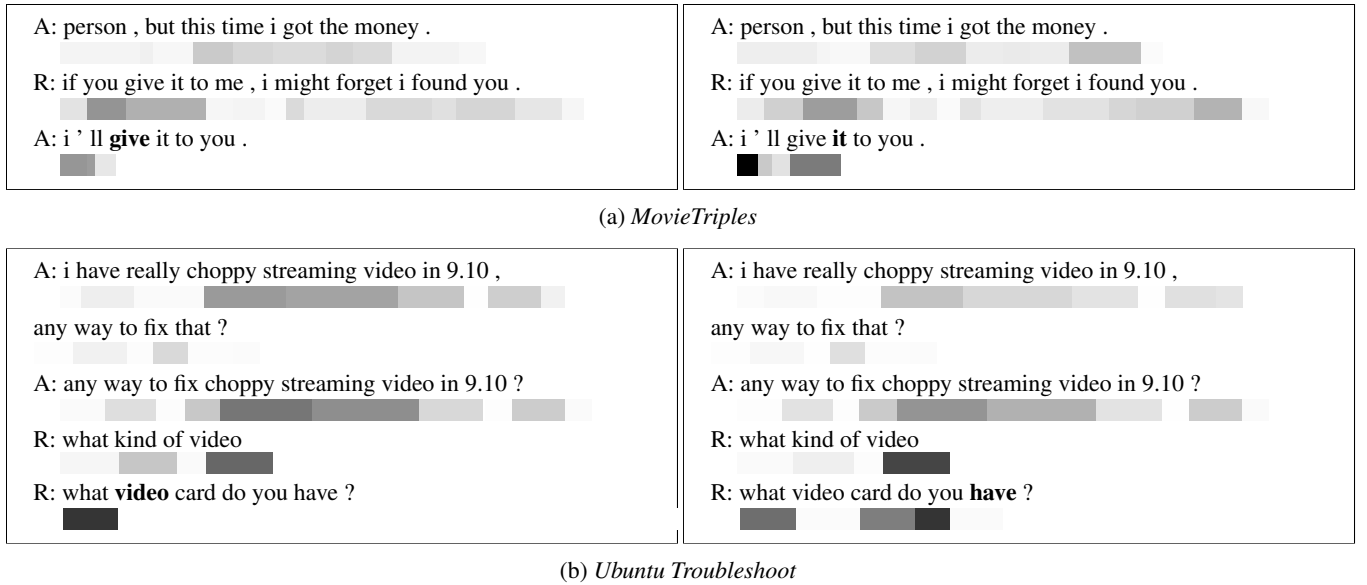 A: person , but this time i got the money .
R: if you give it to me , i might forget i found you .
A: i ’ ll give it to you .
A: person , but this time i got the money .
R: if you give it to me , i might forget i found you .
A: i ’ ll give it to you .
(a) MovieTriples
A: i have really choppy streaming video in 9.10 ,
any way to fix that ?
A: any way to fix choppy streaming video in 9.10 ?
R: what kind of video
R: what video card do you have ?
A: i have really choppy streaming video in 9.10 ,
any way to fix that ?
A: any way to fix choppy streaming video in 9.10 ?
R: what kind of video
R: what video card do you have ?
(b) Ubuntu Troubleshoot